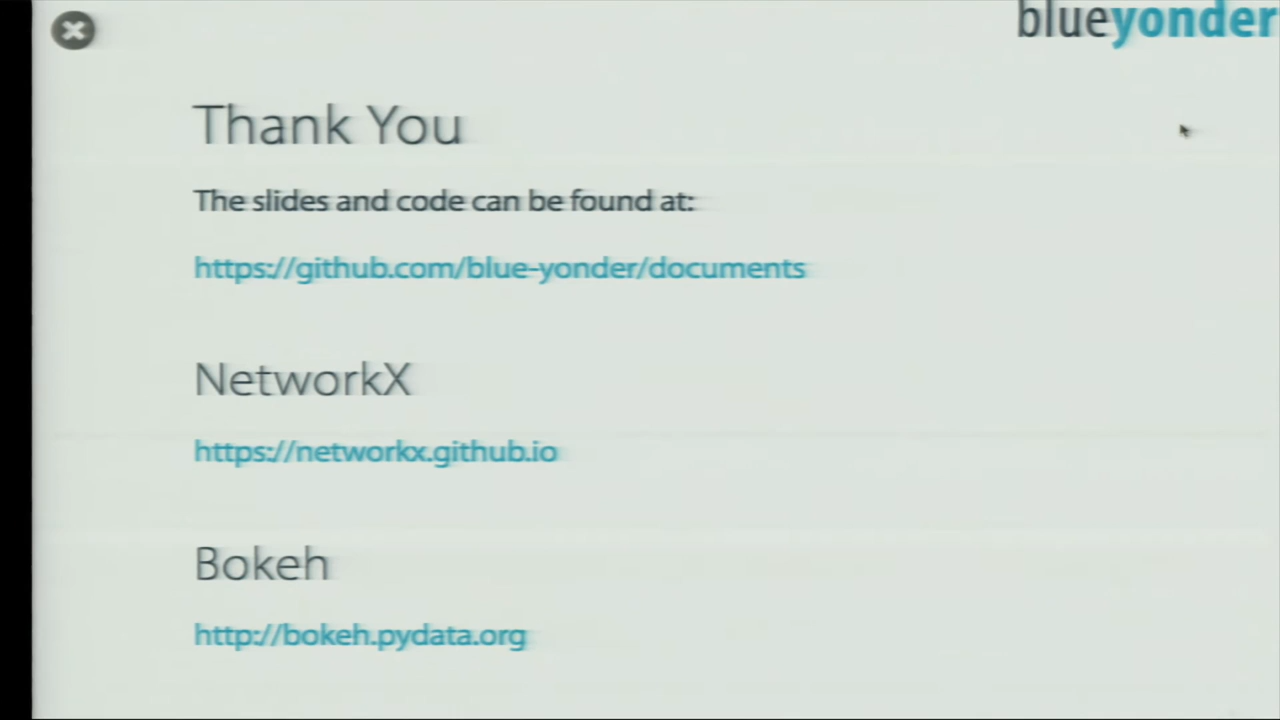 blueyonder
Thank You
The slides and code can be found at:
https://github.com/blue-yonder/documents
NetworkX
https://networkx.github.io
Bokeh
http://bokeh.pydata.org